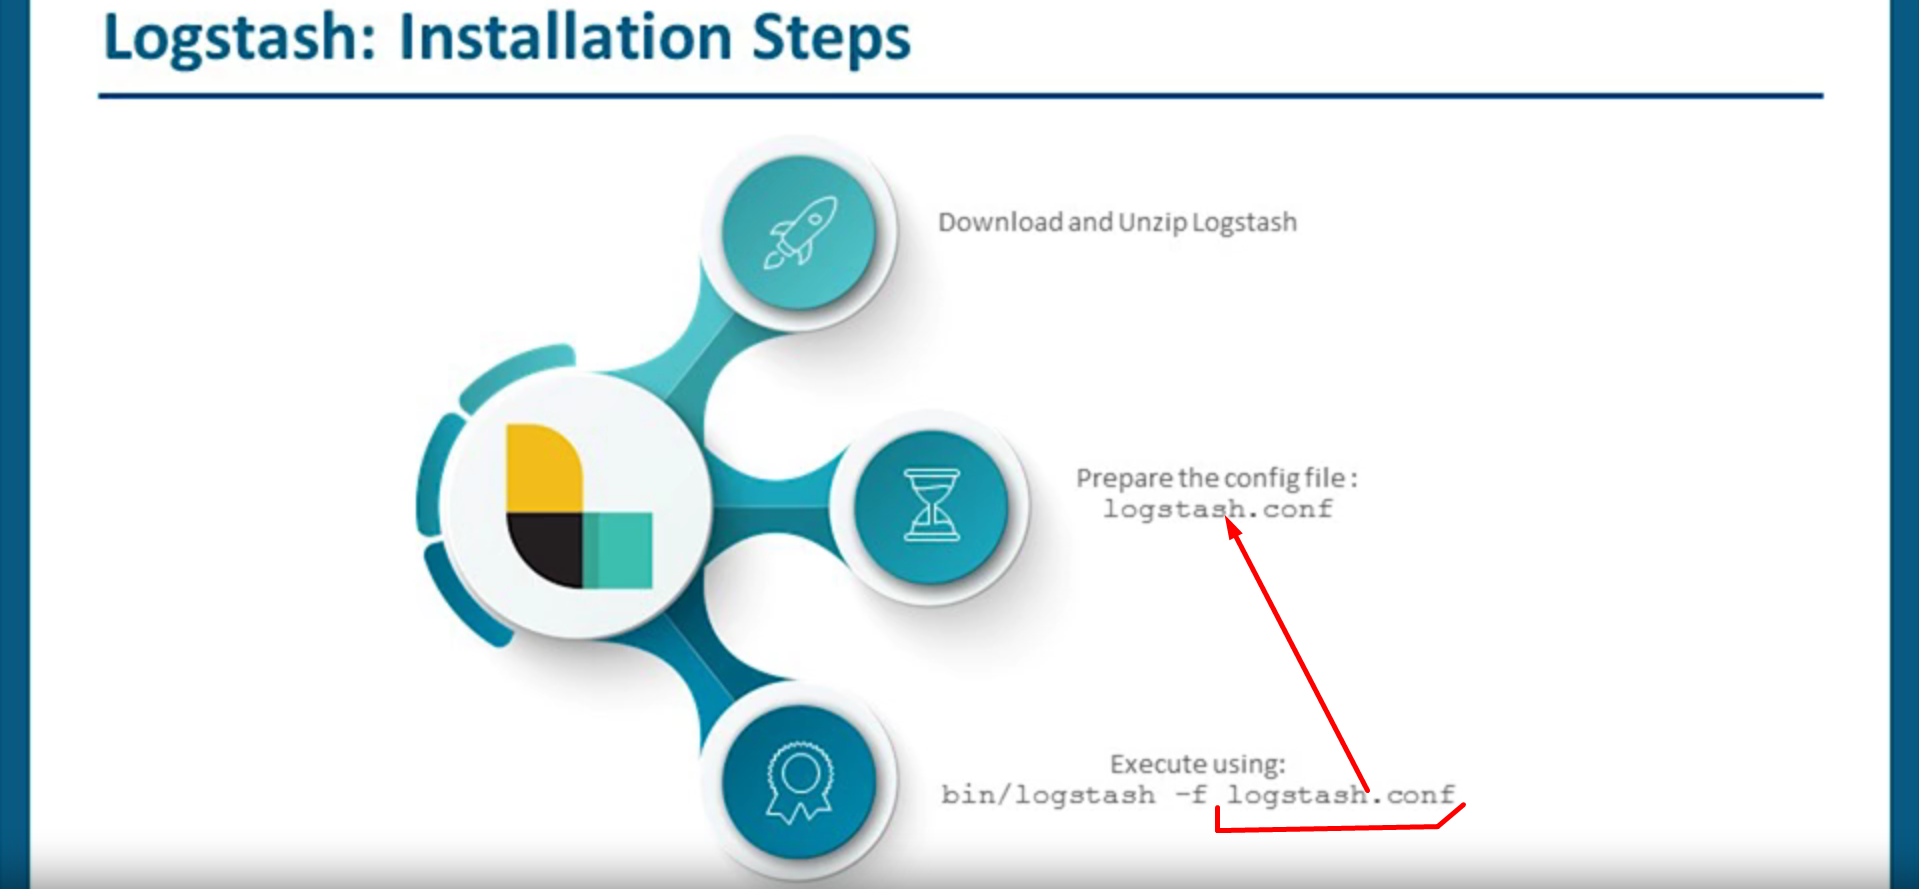 Logstash: Installation Steps
Download and Unzip Logstash
Prepare the config file :
logstash.conf
Execute using:
bin/logstash -f logstash.conf